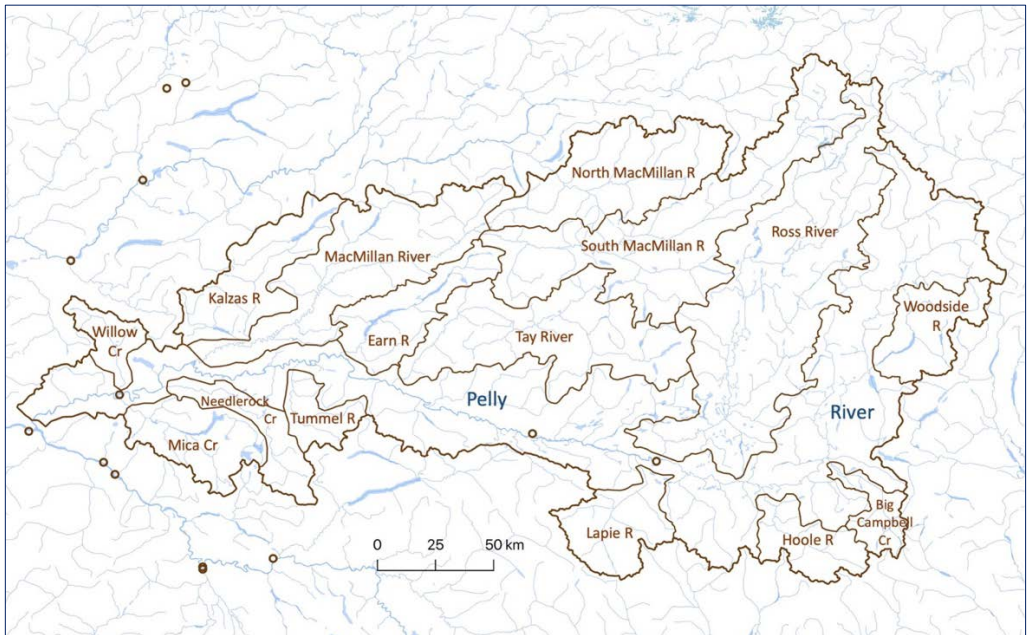 North MacMillan R
South MacMillan R
Ross River
MacMillan River
Kalzas R
Woodside
R
Willow
Cr
Earn R
Tay River
Pelly
River
Needlerock
Cr
Tummel R
Mica Cr
Big
Campbell
Cr
Lapie R
Hoole R
0 25 50 km